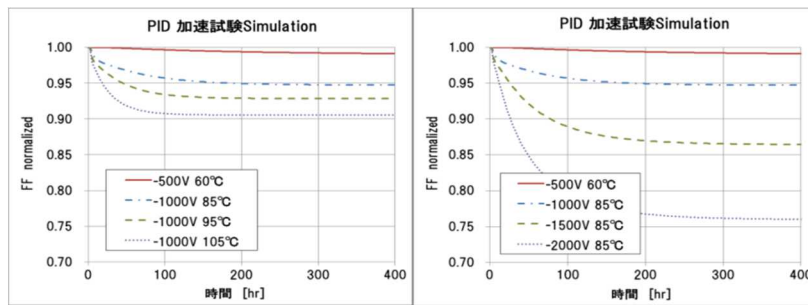 PID 加速試験Simulation
1.00
0.95
0.90
0.85
0.80
0.75
0.70
FF normalized
-500V 60℃
-1000V 85℃
-1000V 95℃
-1000V 105℃
0 100 200 300 400
時間 [hr]
PID 加速試験Simulation
1.00
0.95
0.90
0.85
0.80
0.75
0.70
FF normalized
-500V 60℃
-1000V 85℃
-1500V 85℃
-2000V 85℃
0 100 200 300 400
時間 [hr]